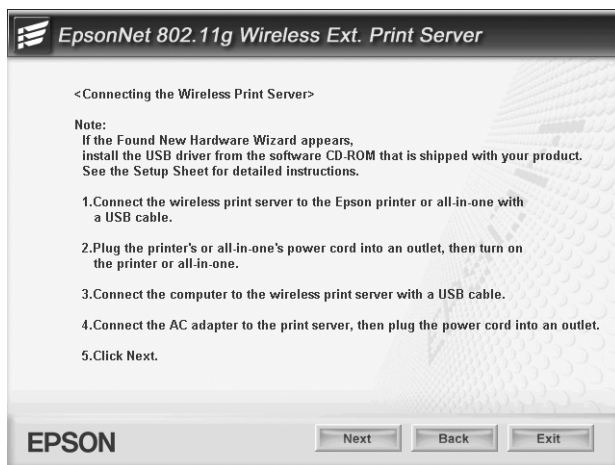 EpsonNet 802.11g Wireless Ext. Print Server
<Connecting the Wireless Print Server>
Note:
If the Found New Hardware Wizard appears,
install the USB driver from the software CD-ROM that is shipped with your product.
See the Setup Sheet for detailed instructions.
1.Connect the wireless print server to the Epson printer or all-in-one with
a USB cable.
2.Plug the printer's or all-in-one's power cord into an outlet, then turn on
the printer or all-in-one.
3.Connect the computer to the wireless print server with a USB cable.
4.Connect the AC adapter to the print server, then plug the power cord into an outlet.
5.Click Next.
EPSON
Next
Back
Exit